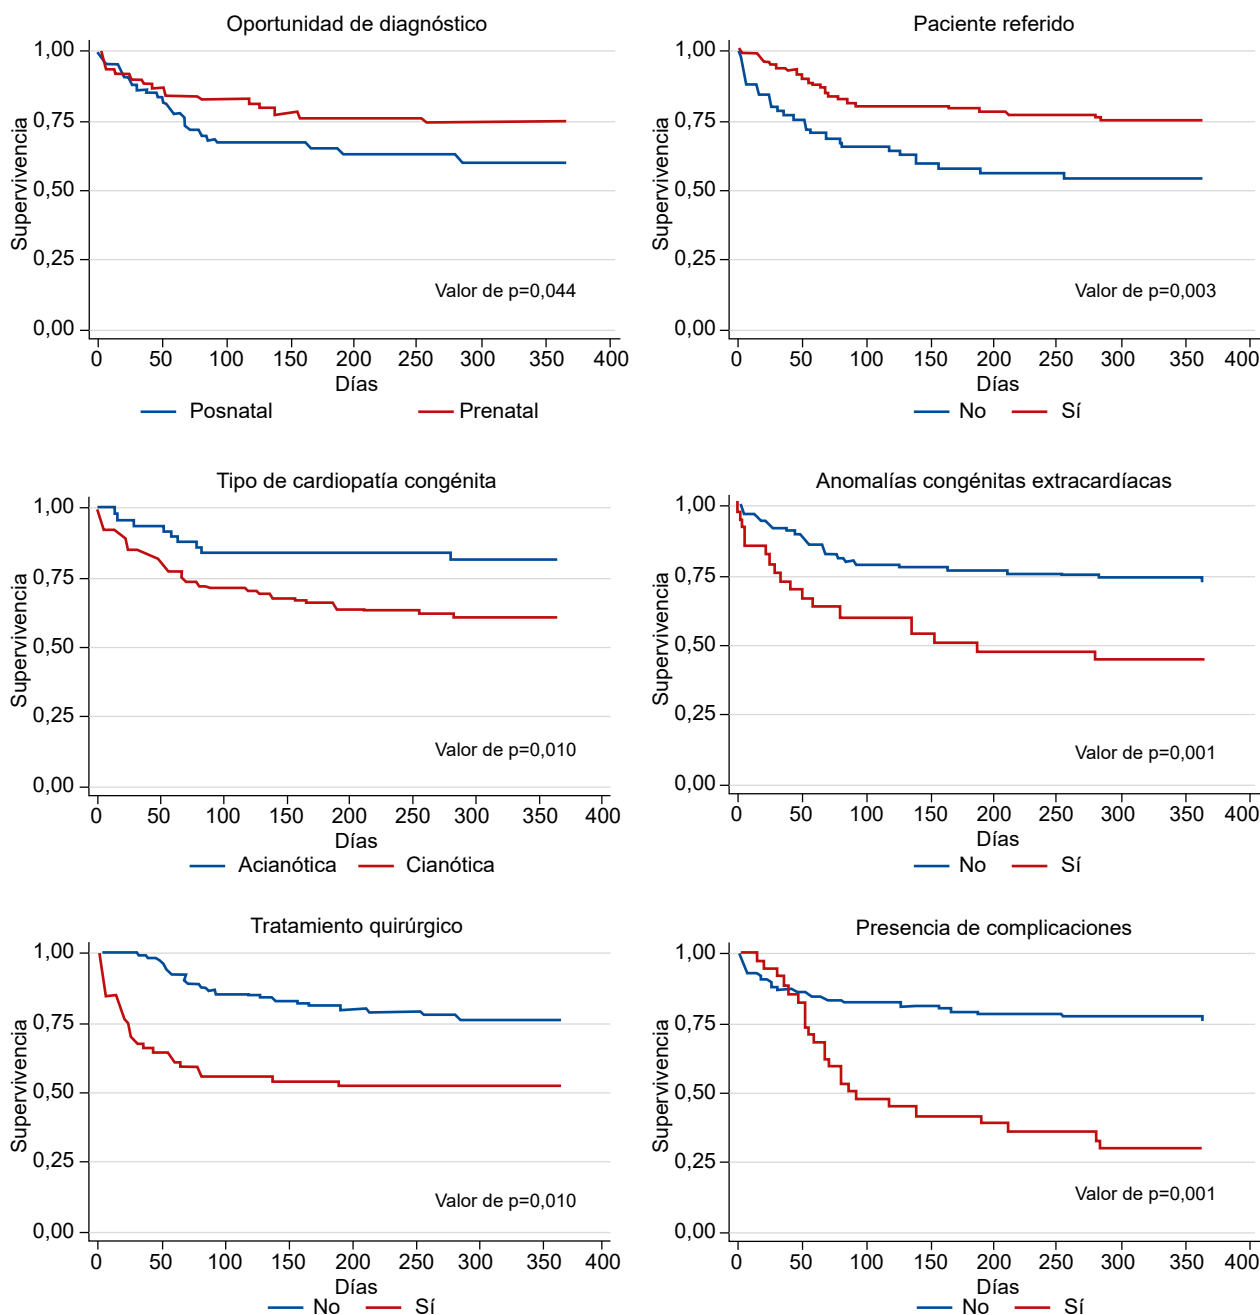 Oportunidad de diagnóstico
Supervivencia
1,00
0,75
0,50
0,25
0,00
Valor de p=0,044
0 50 100 150 200 250 300 350 400
Días
Posnatal Prenatal
Paciente referido
Supervivencia
1,00
0,75
0,50
0,25
0,00
Valor de p=0,003
0 50 100 150 200 250 300 350 400
Días
No Sí
Tipo de cardiopatía congénita
Supervivencia
1,00
0,75
0,50
0,25
0,00
Valor de p=0,010
0 50 100 150 200 250 300 350 400
Días
Acianótica Cianótica
Anomalías congénitas extracardíacas
Supervivencia
1,00
0,75
0,50
0,25
0,00
Valor de p=0,001
0 50 100 150 200 250 300 350 400
Días
No Sí
Tratamiento quirúrgico
Supervivencia
1,00
0,75
0,50
0,25
0,00
Valor de p=0,010
0 50 100 150 200 250 300 350 400
Días
No Sí
Presencia de complicaciones
Supervivencia
1,00
0,75
0,50
0,25
0,00
Valor de p=0,001
0 50 100 150 200 250 300 350 400
Días
No Sí